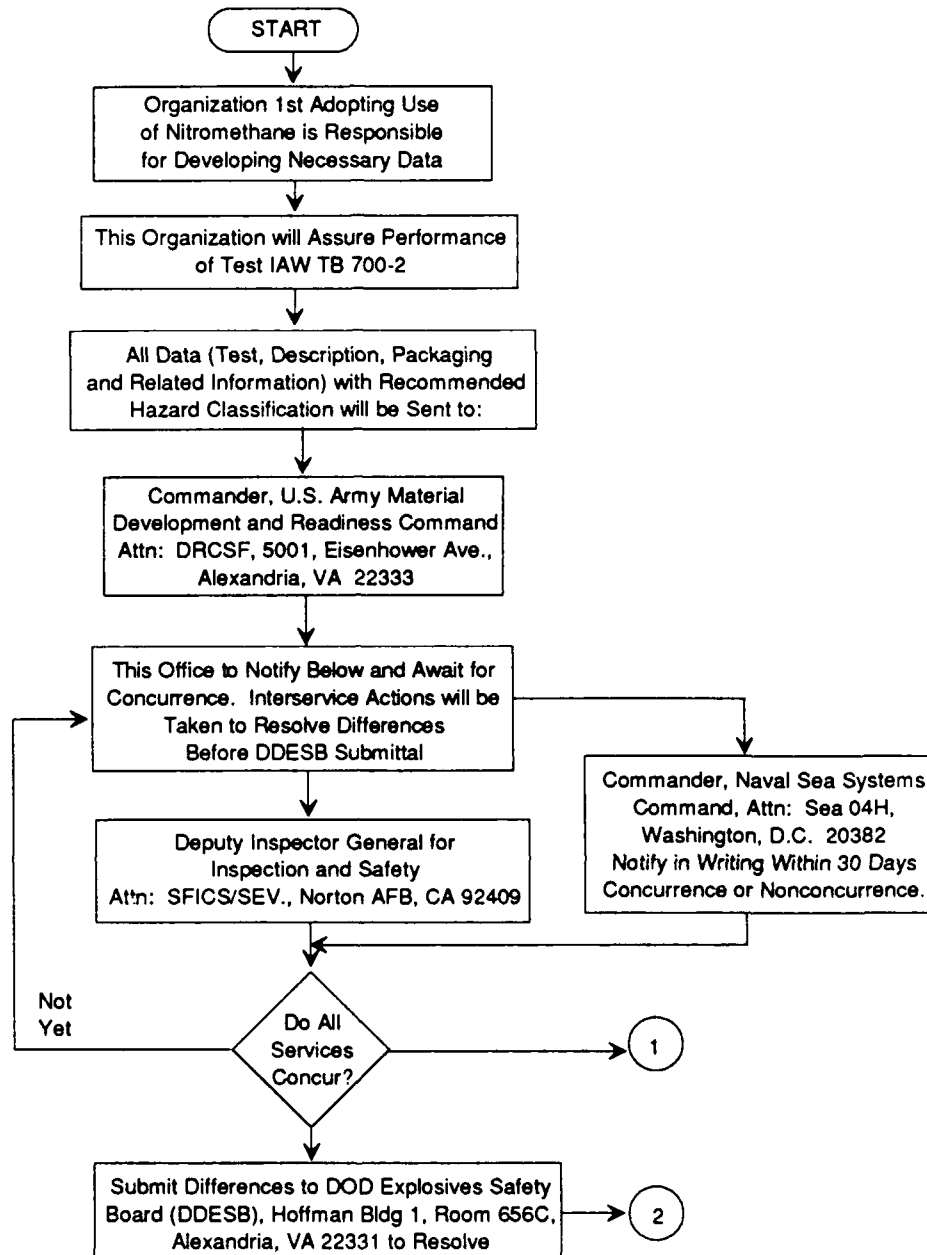 START
Organization 1st Adopting Use
of Nitromethane is Responsible
for Developing Necessary Data
This Organization will Assure Performance
of Test IAW TB 700-2
All Data (Test, Description, Packaging
and Related Information) with Recommended
Hazard Classification will be Sent to:
Commander, U.S. Army Material
Development and Readiness Command
Attn: DRCSF, 5001, Eisenhower Ave.,
Alexandria, VA 22333
This Office to Notify Below and Await for
Concurrence. Interservice Actions will be
Taken to Resolve Differences
Before DDESB Submittal
Commander, Naval Sea Systems
Command, Attn: Sea 04H,
Washington, D.C. 20382
Notify in Writing Within 30 Days
Concurrence or Nonconcurrence.
Deputy Inspector General for
Inspection and Safety
Attn: SFICS/SEV., Norton AFB, CA 92409
Not
Yet
Do All
Services
Concur?
1
Submit Differences to DOD Explosives Safety
Board (DDESB), Hoffman Bldg 1, Room 656C,
Alexandria, VA 22331 to Resolve
2